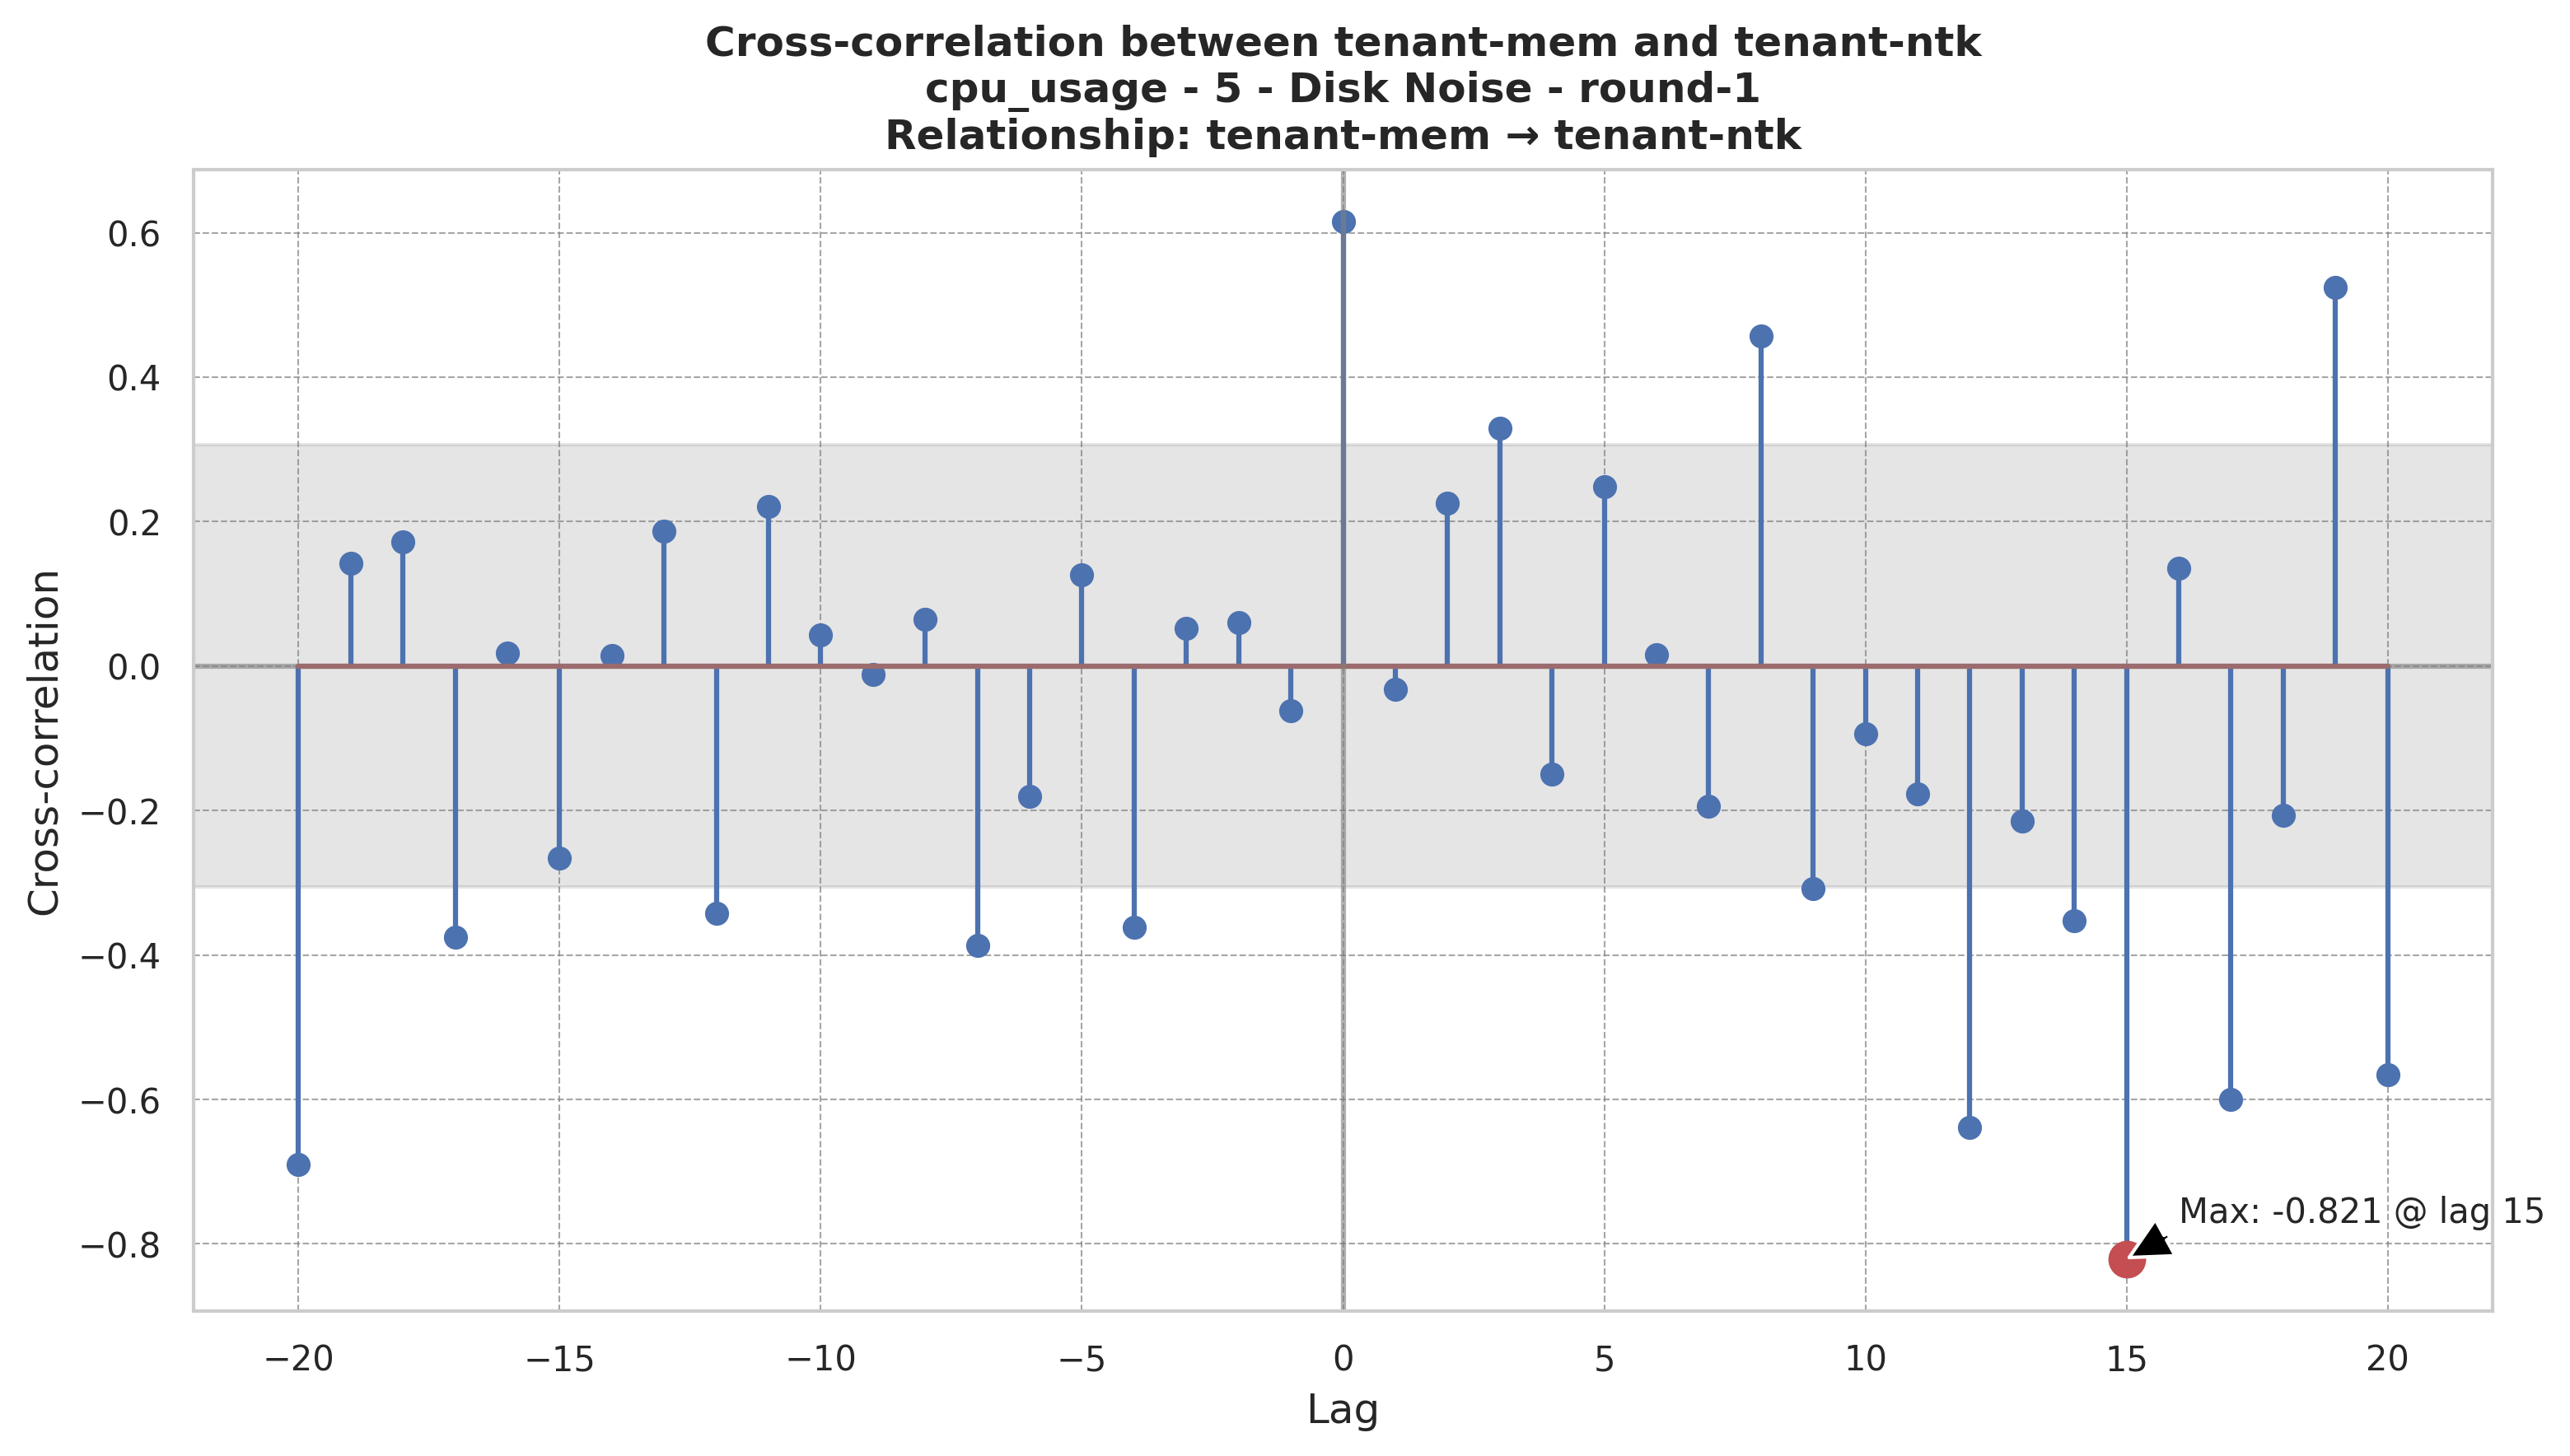 Cross-correlation between tenant-mem and tenant-ntk
cpu_usage - 5 - Disk Noise - round-1
Relationship: tenant-mem → tenant-ntk
Cross-correlation
0.6
0.4
0.2
0.0
−0.2
−0.4
−0.6
−0.8
Max: -0.821 @ lag 15
−20
−15
−10
−5
0
5
10
15
20
Lag